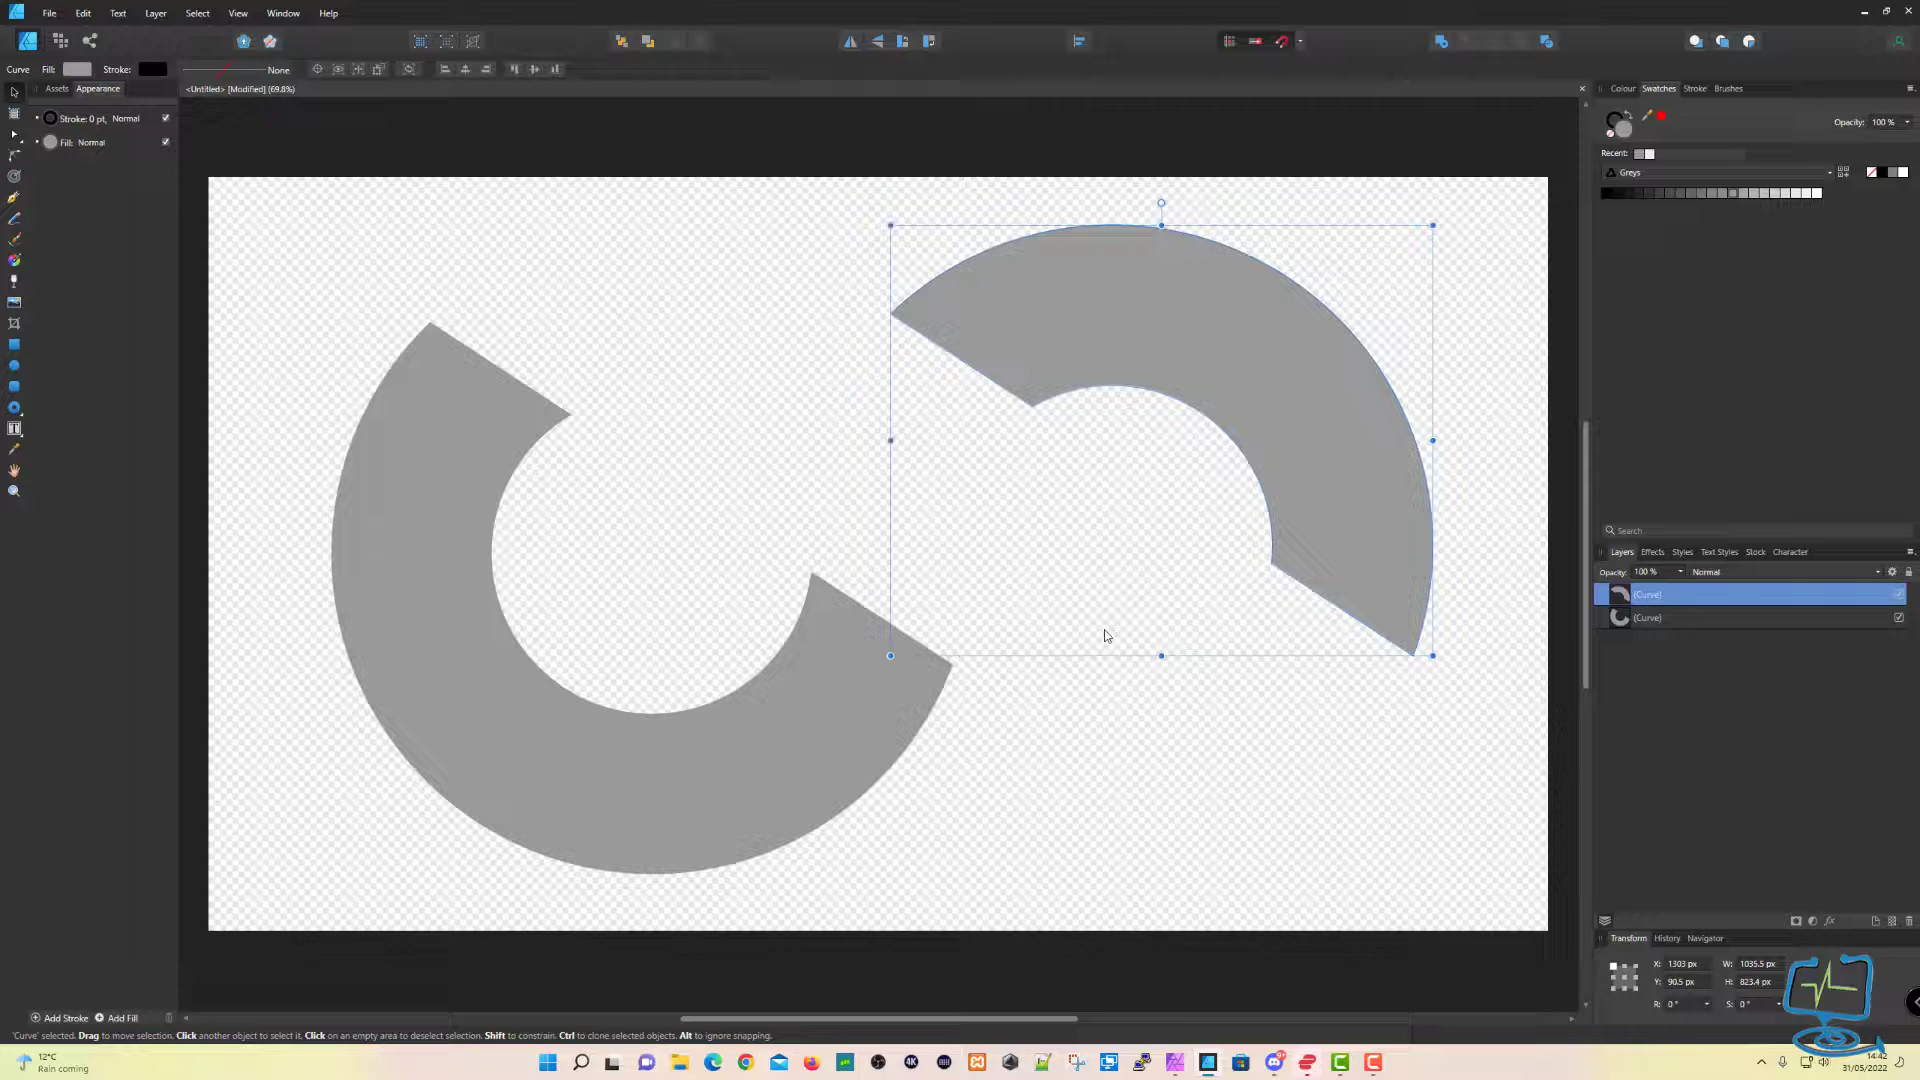 File Edit Text Layer Select View Window Help
Curve Fill: Stroke: None
Assets Appearance
<Untitled> [Modified] (69.8%)
Stroke: 0 pt, Normal
Fill: Normal
Colour Swatches Stroke Brushes
Opacity: 100 %
Recent:
Greys
Search
Layers Effects Styles Text Styles Stock Character
Opacity: 100 % Normal
(Curve)
(Curve)
Transform History Navigator
X: 1303 px W: 1035.5 px
Y: 90.5 px H: 823.4 px
R: 0 ° S: 0 °
Add Stroke Add Fill
'Curve' selected. Drag to move selection. Click another object to select it. Click on an empty area to deselect selection. Shift to constrain. Ctrl to clone selected objects. Alt to ignore snapping.
12°C
Rain coming
4K
14:42
31/05/2022